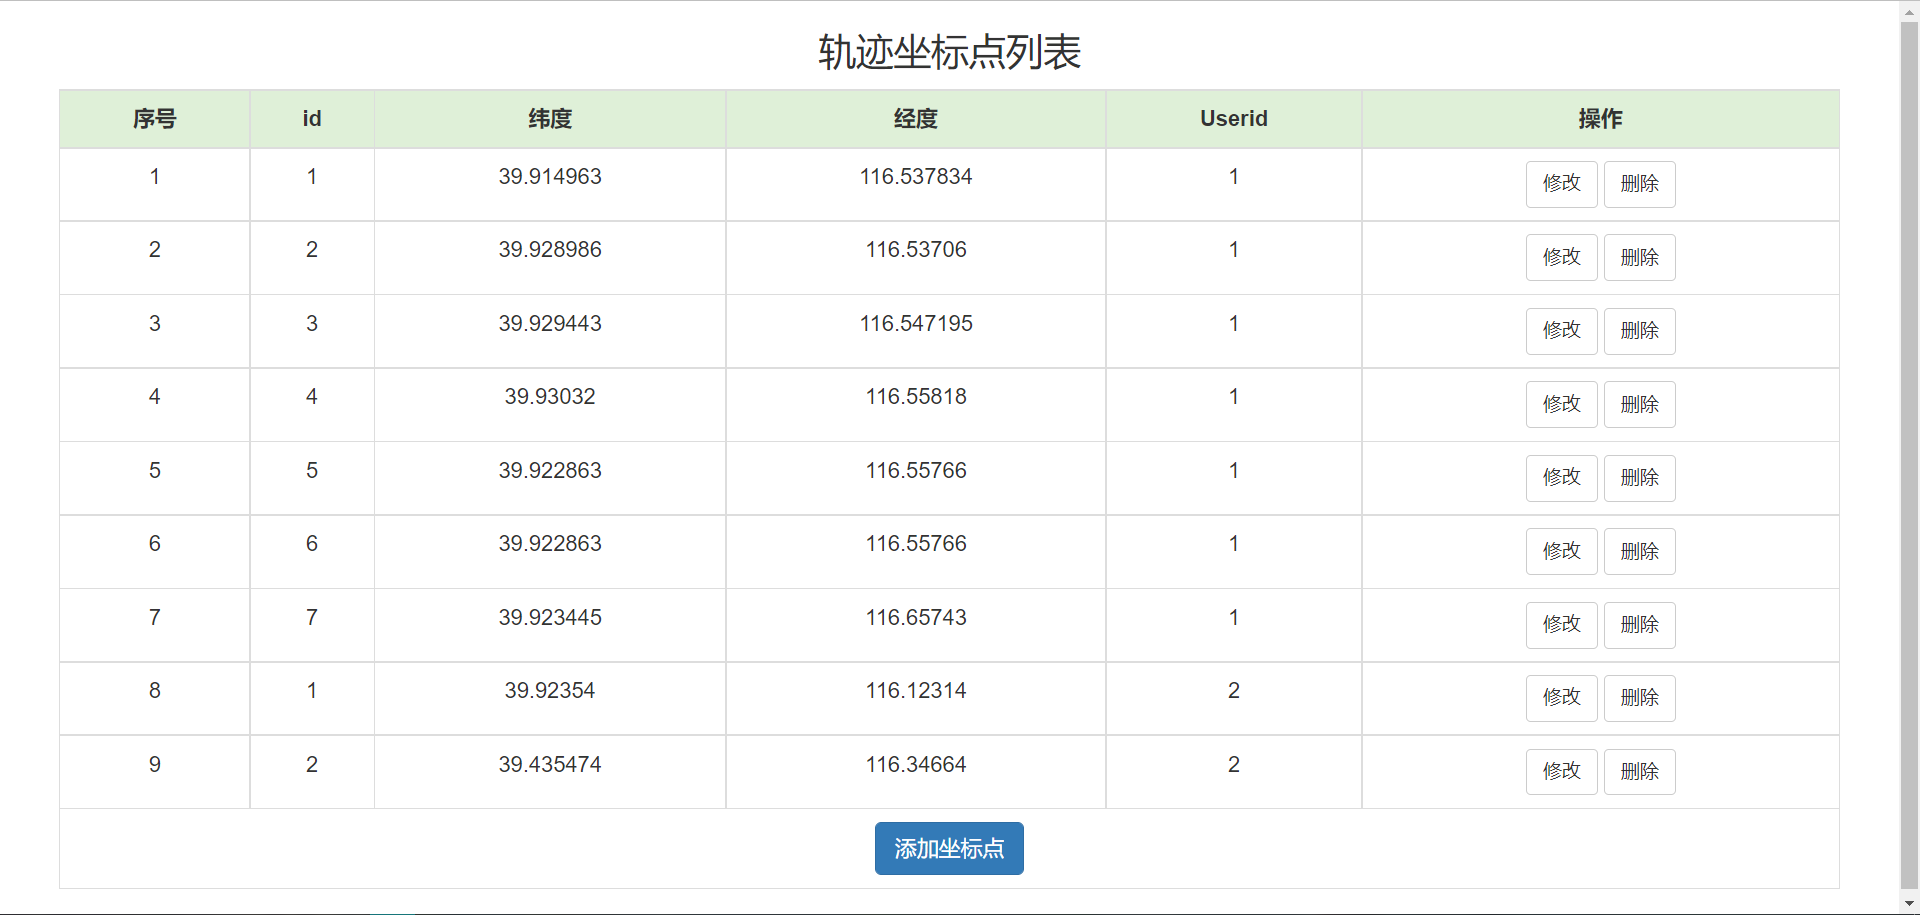 轨迹坐标点列表
序号 id 纬度 经度 Userid 操作
1 1 39.914963 116.537834 1 修改 删除
2 2 39.928986 116.53706 1 修改 删除
3 3 39.929443 116.547195 1 修改 删除
4 4 39.93032 116.55818 1 修改 删除
5 5 39.922863 116.55766 1 修改 删除
6 6 39.922863 116.55766 1 修改 删除
7 7 39.923445 116.65743 1 修改 删除
8 1 39.92354 116.12314 2 修改 删除
9 2 39.435474 116.34664 2 修改 删除
添加坐标点